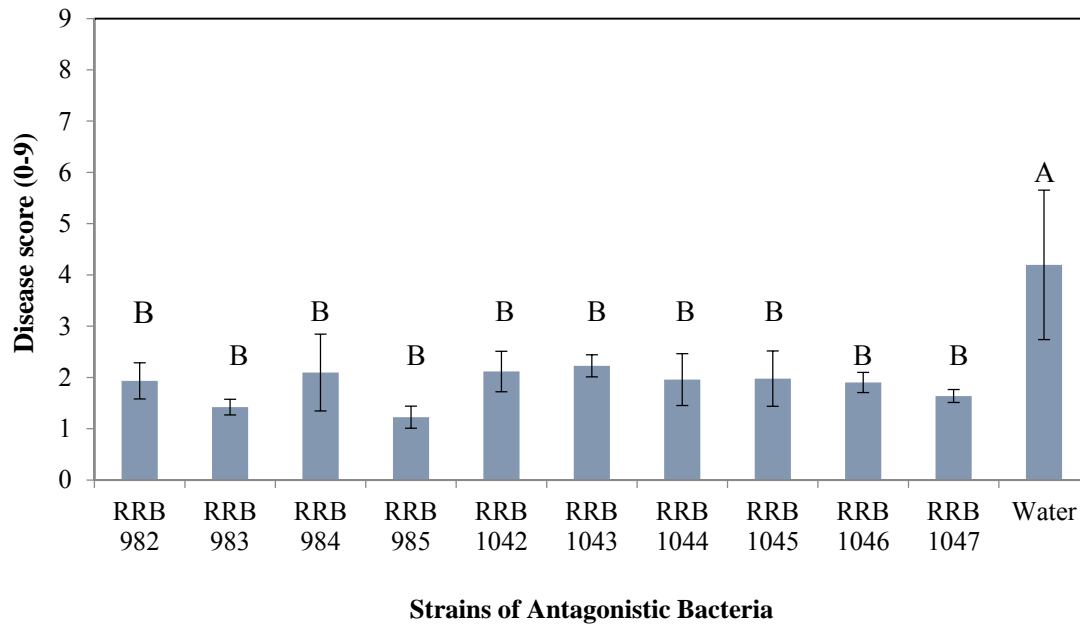 9
8
7
6
5
4
3
2
1
0
Disease score (0-9)
B
B
B
B
B
B
B
B
B
B
A
RRB
982
RRB
983
RRB
984
RRB
985
RRB
1042
RRB
1043
RRB
1044
RRB
1045
RRB
1046
RRB
1047
Water
Strains of Antagonistic Bacteria